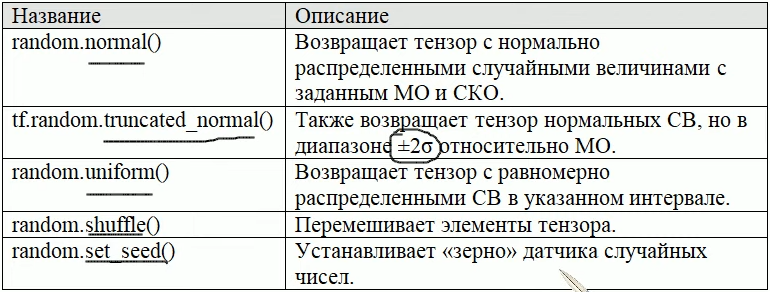 Название
Описание
random.normal()
Возвращает тензор с нормально
распределенными случайными величинами с
заданным МО и СКО.
tf.random.truncated_normal()
Также возвращает тензор нормальных СВ, но в
диапазоне ±2σ относительно МО.
random.uniform()
Возвращает тензор с равномерно
распределенными СВ в указанном интервале.
random.shuffle()
Перемешивает элементы тензора.
random.set_seed()
Устанавливает «зерно» датчика случайных
чисел.